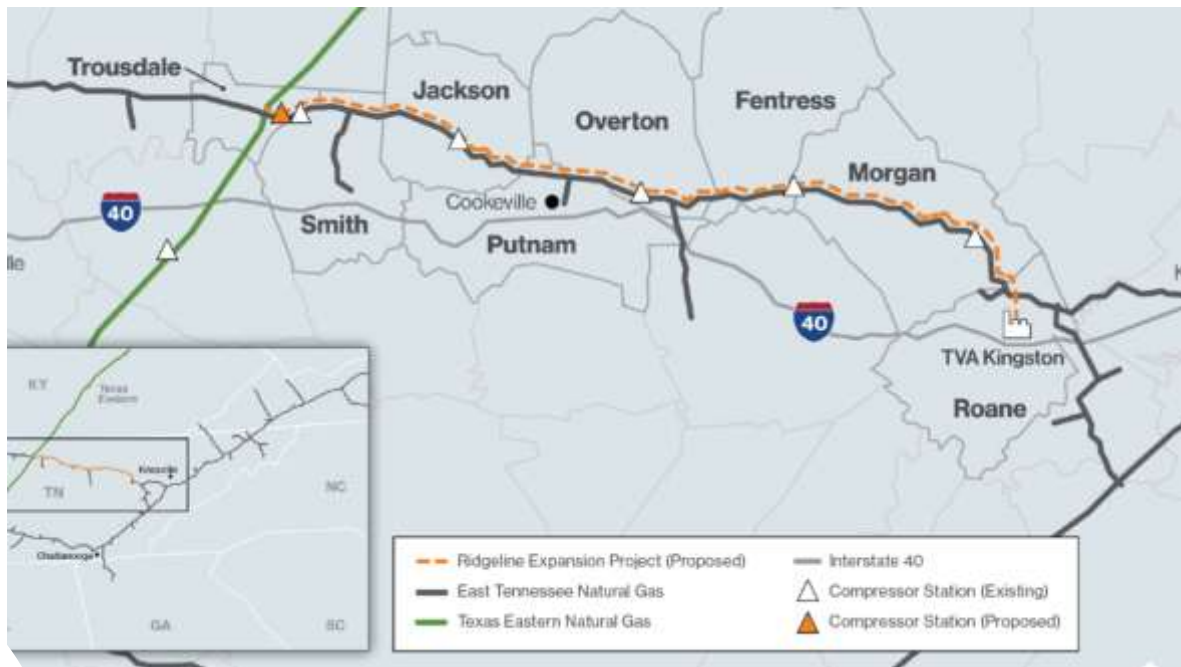 Trousdale
Jackson
Fentress
Overton
Morgan
40
Cookeville
Smith
Putnam
40
TVA Kingston
Roane
KY
Texas
Eastern
Knoxville
TN
NC
Chattanooga
GA
SC
Ridgeline Expansion Project (Proposed)
East Tennessee Natural Gas
Texas Eastern Natural Gas
Interstate 40
Compressor Station (Existing)
Compressor Station (Proposed)